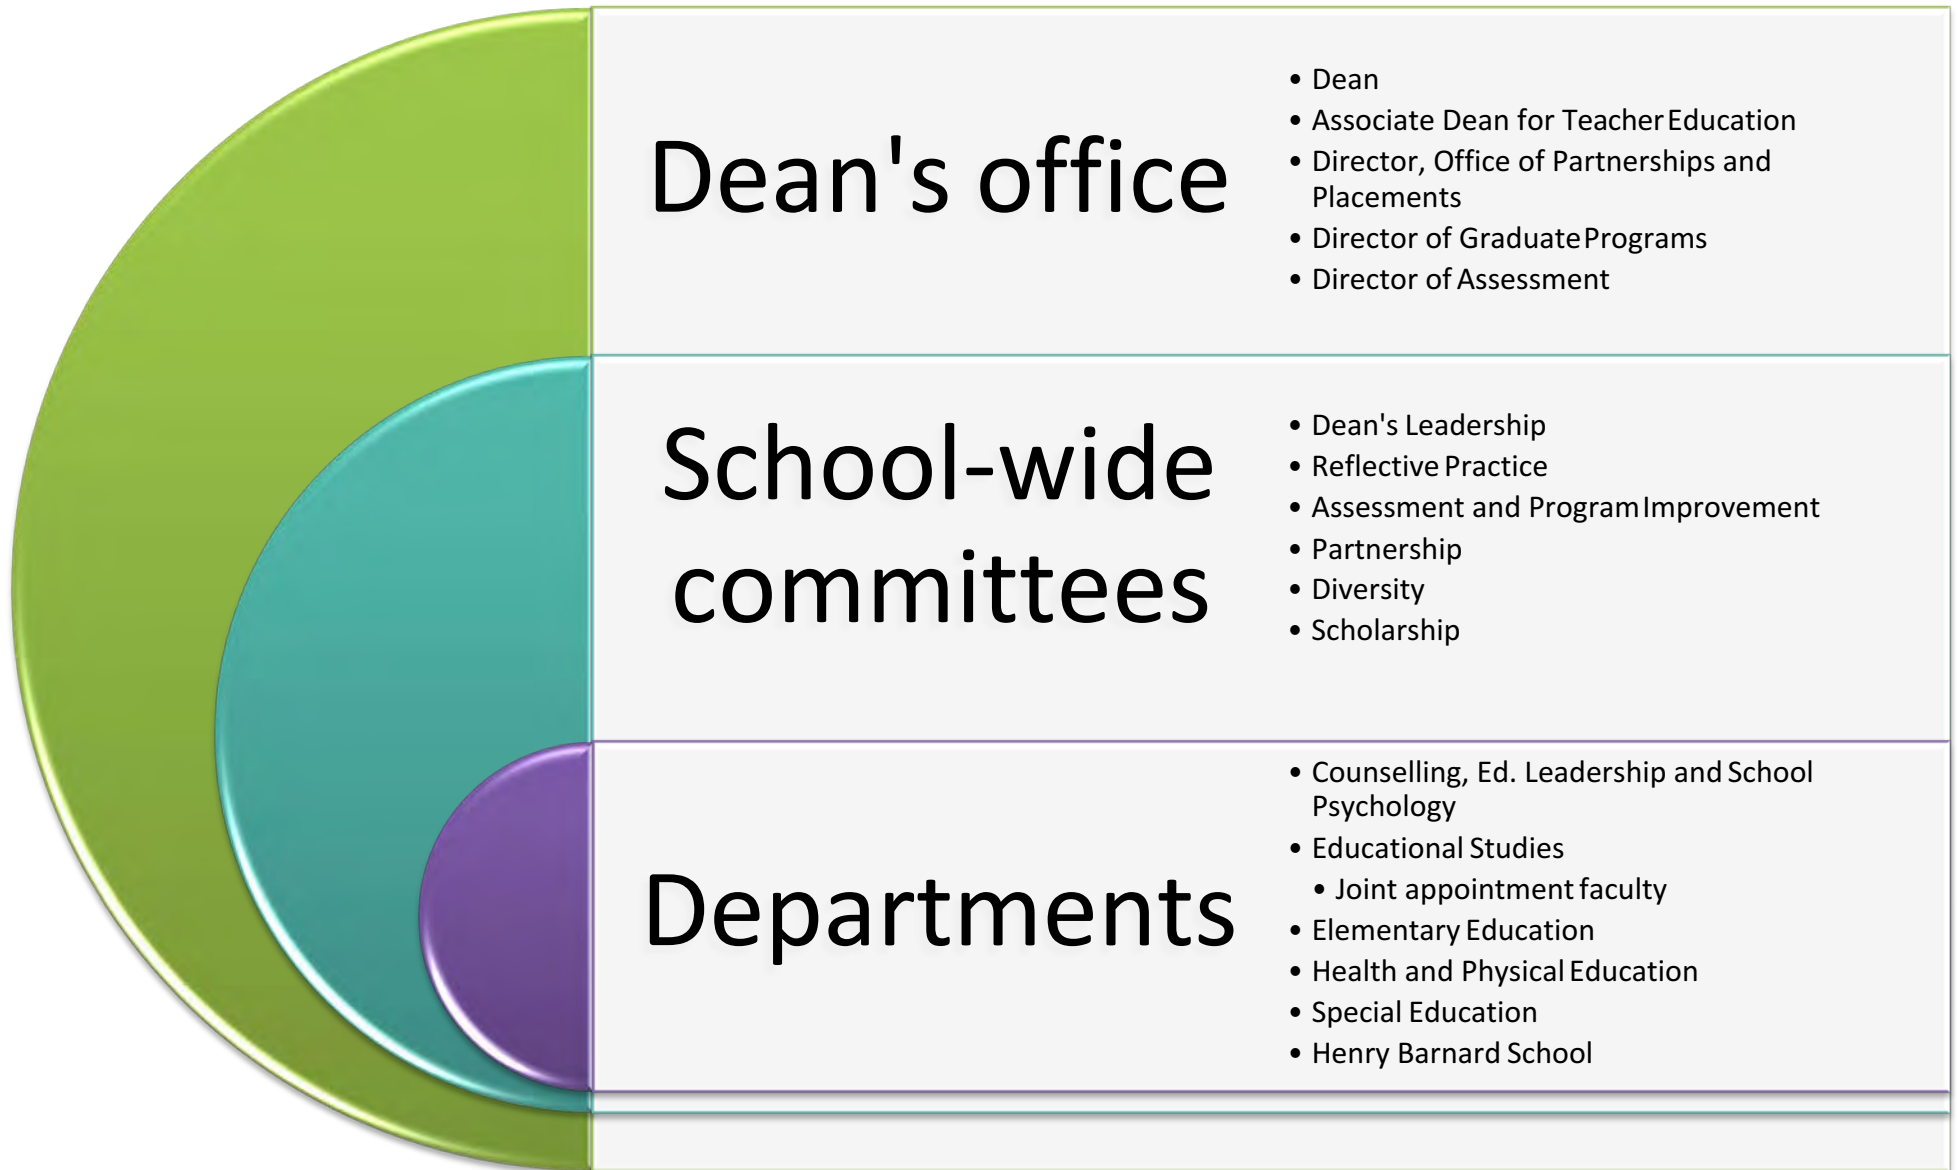 Dean's office
• Dean
• Associate Dean for Teacher Education
• Director, Office of Partnerships and
Placements
• Director of Graduate Programs
• Director of Assessment
School-wide
committees
• Dean's Leadership
• Reflective Practice
• Assessment and Program Improvement
• Partnership
• Diversity
• Scholarship
Departments
• Counselling, Ed. Leadership and School
Psychology
• Educational Studies
• Joint appointment faculty
• Elementary Education
• Health and Physical Education
• Special Education
• Henry Barnard School